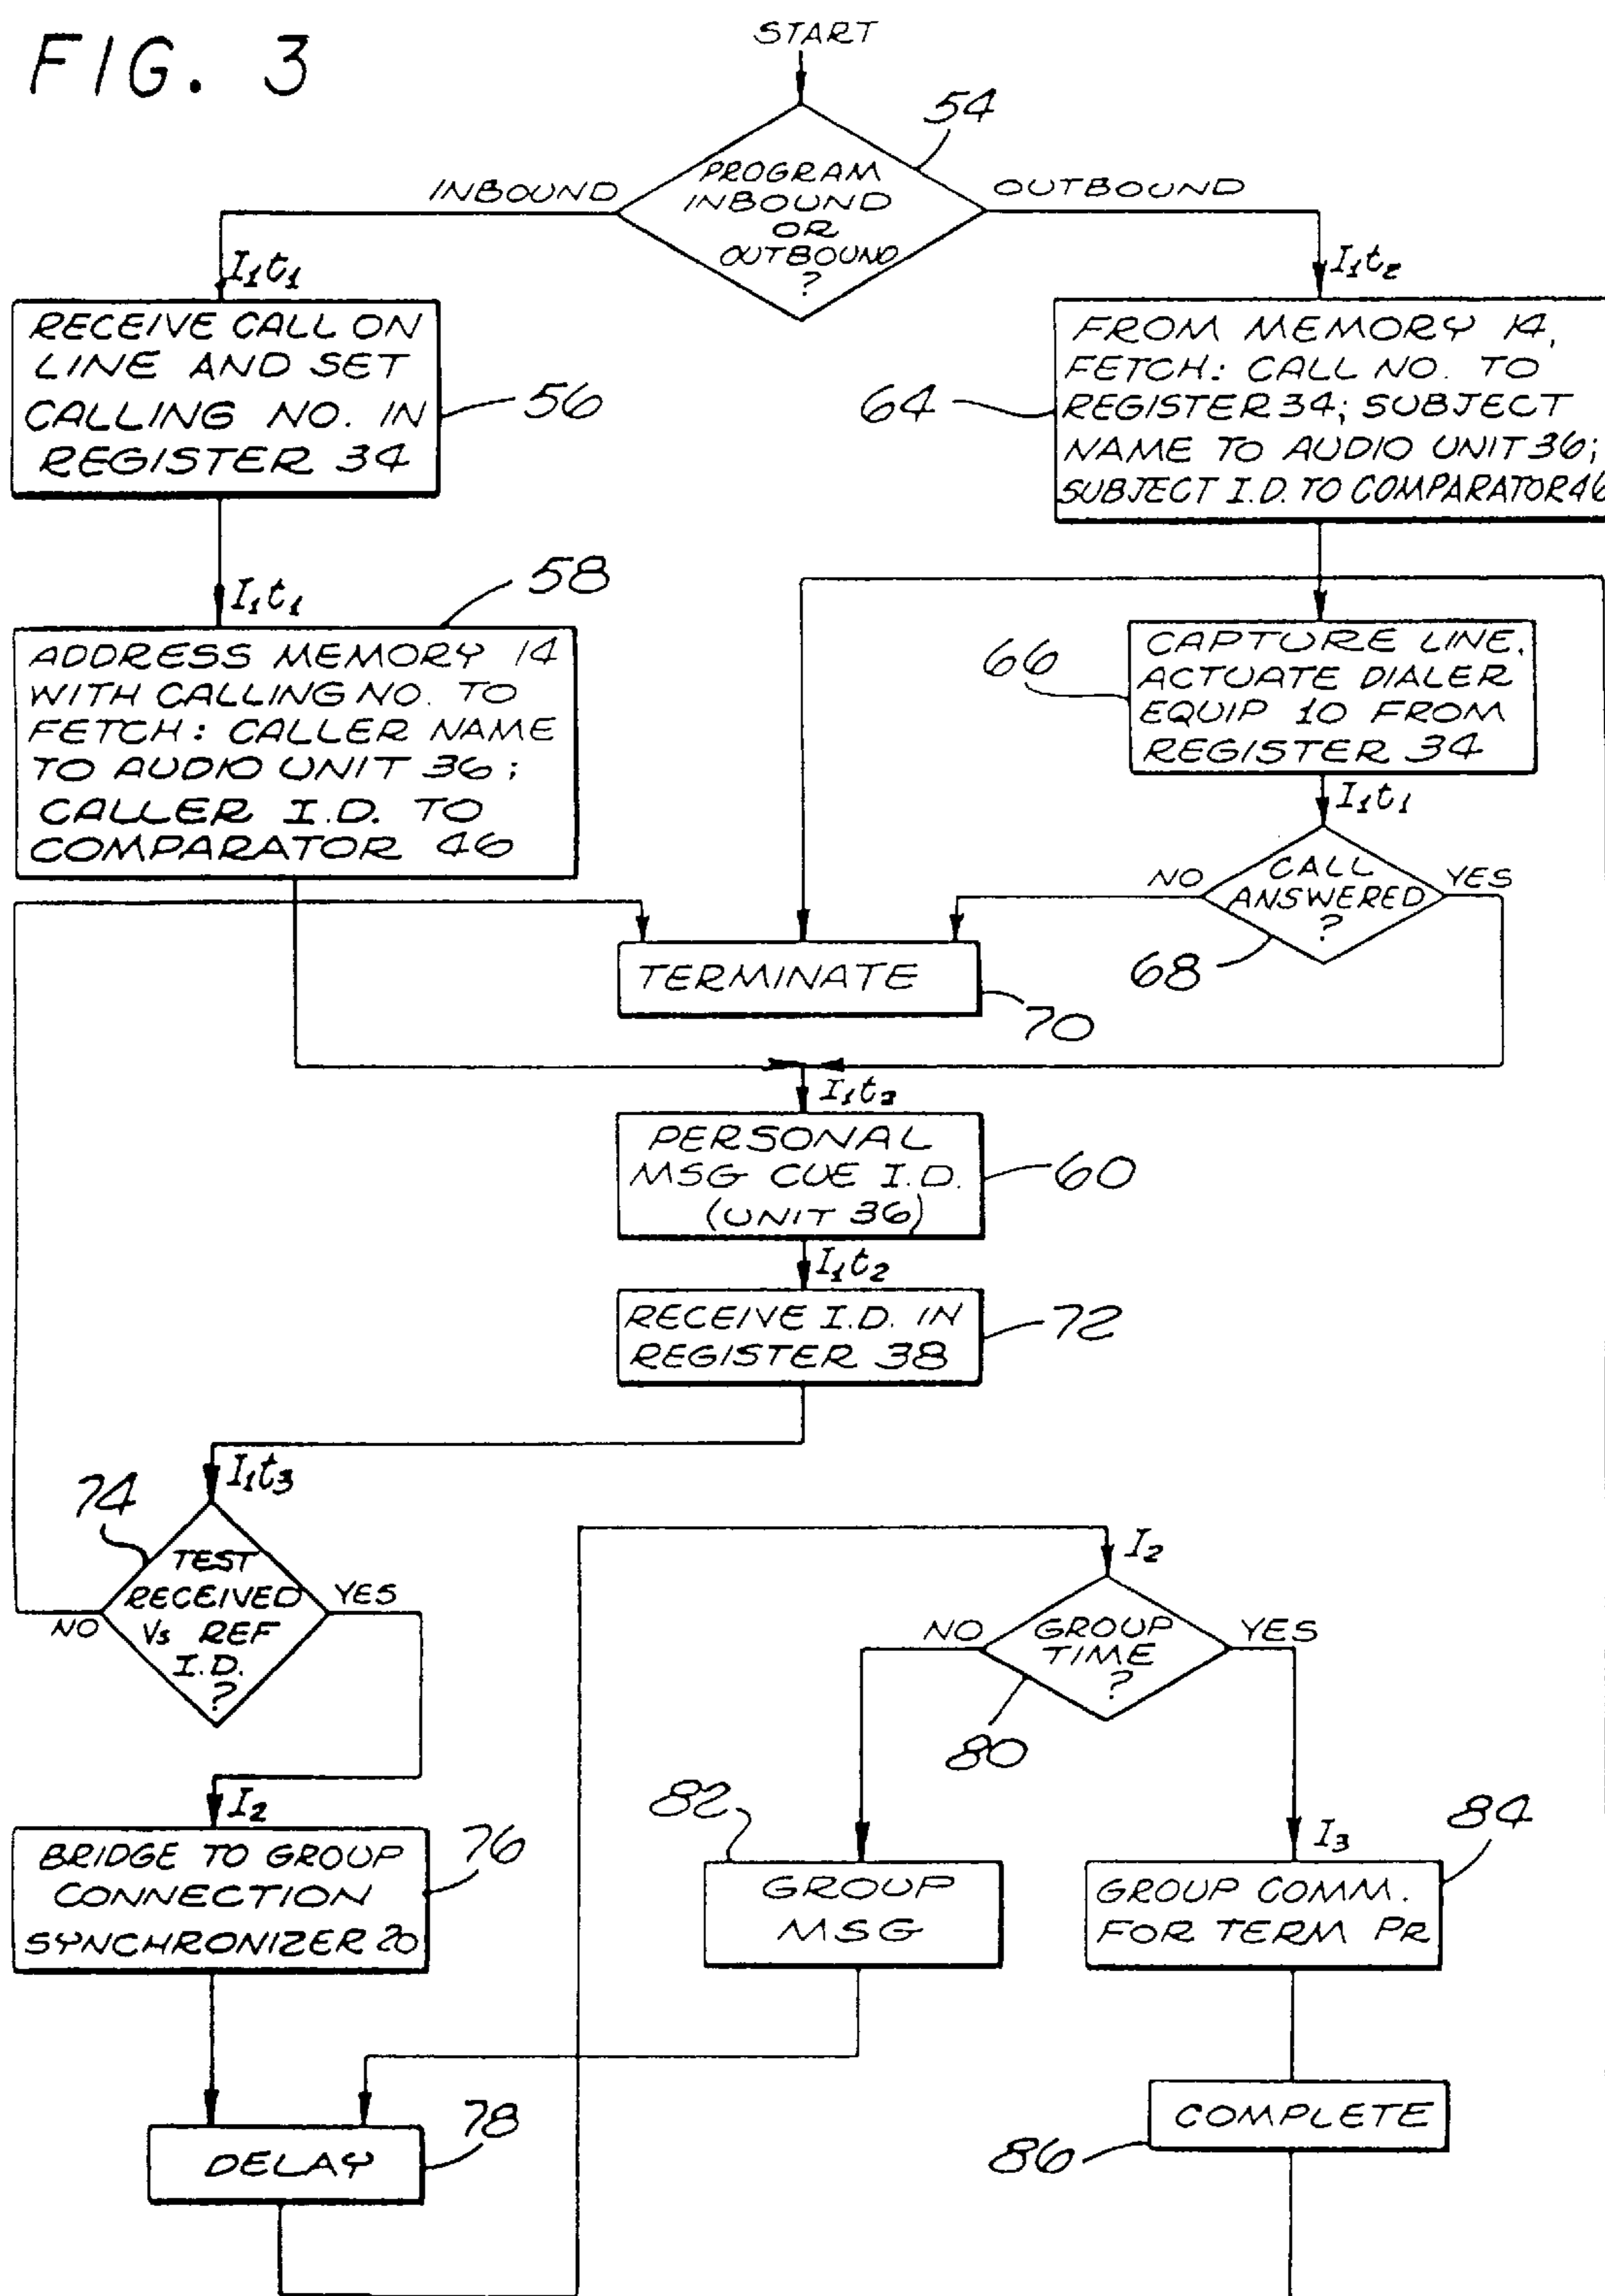 FIG. 3
START
54
PROGRAM
INBOUND
OR
OUTBOUND
?
INBOUND
OUTBOUND
I₁t₁
I₁t₂
RECEIVE CALL ON
LINE AND SET
CALLING NO. IN
REGISTER 34
56
64
FROM MEMORY 14,
FETCH: CALL NO. TO
REGISTER 34; SUBJECT
NAME TO AUDIO UNIT 36;
SUBJECT I.D. TO COMPARATOR 46
I₁t₁
58
ADDRESS MEMORY 14
WITH CALLING NO. TO
FETCH: CALLER NAME
TO AUDIO UNIT 36;
CALLER I.D. TO
COMPARATOR 46
66
CAPTURE LINE,
ACTUATE DIALER
EQUIP 10 FROM
REGISTER 34
I₁t₁
CALL
ANSWERED
?
NO
YES
68
TERMINATE
70
I₁t₂
PERSONAL
MSG CUE I.D.
(UNIT 36)
60
I₁t₂
RECEIVE I.D. IN
REGISTER 38
72
I₁t₃
74
TEST
RECEIVED
Vs REF
I.D.
?
NO
YES
I₂
BRIDGE TO GROUP
CONNECTION
SYNCHRONIZER 20
76
DELAY
78
I₂
GROUP
TIME
?
NO
YES
80
82
GROUP
MSG
I₃
84
GROUP COMM.
FOR TERM PR
COMPLETE
86